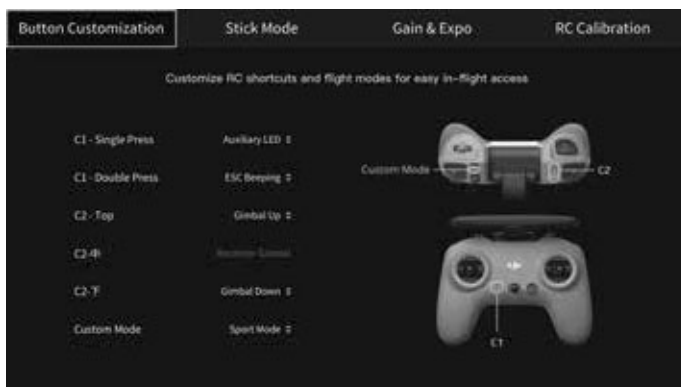 Button Customization Stick Mode Gain & Expo RC Calibration
Customize RC shortcuts and flight modes for easy in-flight access
C1 - Single Press Auxiliary LED
C1 - Double Press ESC Beeping
Custom Mode C2
C2 - Top Gimbal Up
C2-中 Recenter Gimbal
C2-下 Gimbal Down
Custom Mode Sport Mode
C1